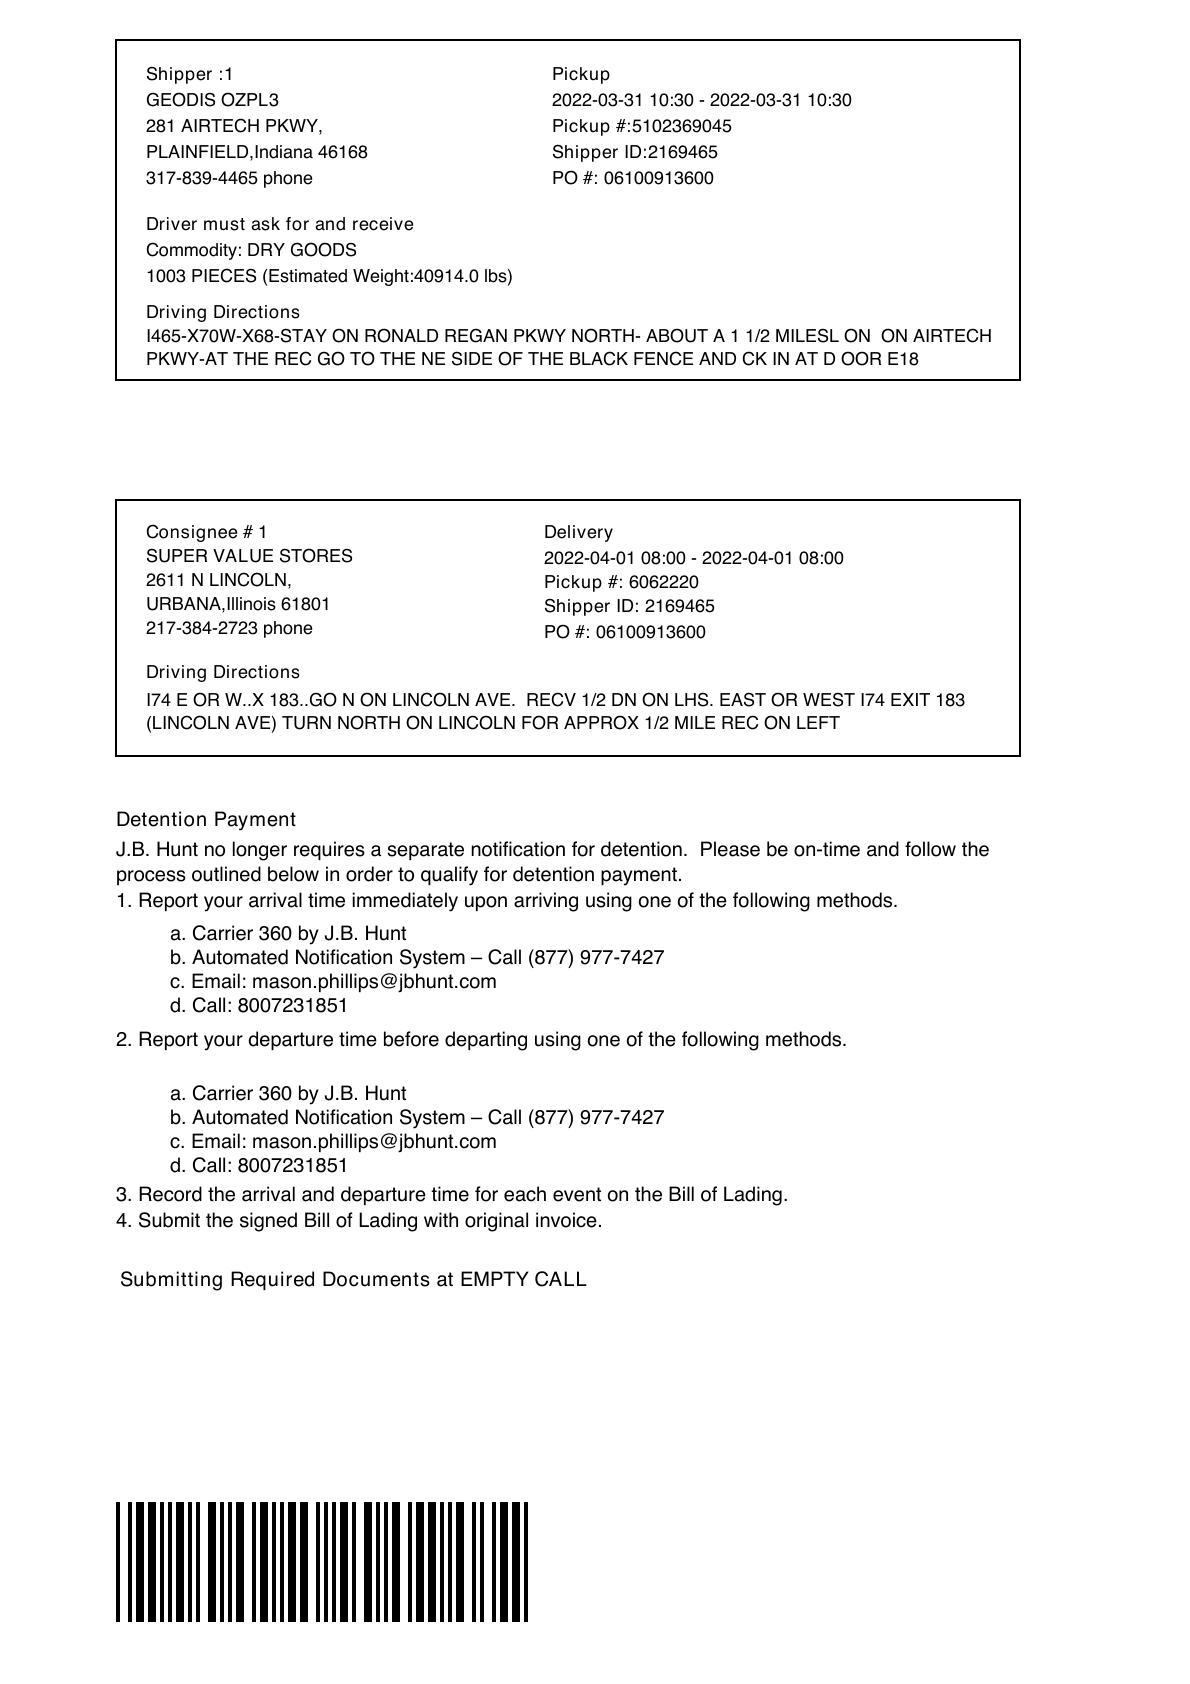 Shipper :1
GEODIS OZPL3
281 AIRTECH PKWY,
PLAINFIELD,Indiana 46168
317-839-4465 phone
Pickup
2022-03-31 10:30 - 2022-03-31 10:30
Pickup #:5102369045
Shipper ID:2169465
PO #: 06100913600
Driver must ask for and receive
Commodity: DRY GOODS
1003 PIECES (Estimated Weight:40914.0 lbs)
Driving Directions
I465-X70W-X68-STAY ON RONALD REGAN PKWY NORTH- ABOUT A 1 1/2 MILESL ON  ON AIRTECH
PKWY-AT THE REC GO TO THE NE SIDE OF THE BLACK FENCE AND CK IN AT D OOR E18
Consignee # 1
SUPER VALUE STORES
2611 N LINCOLN,
URBANA,Illinois 61801
217-384-2723 phone
Delivery
2022-04-01 08:00 - 2022-04-01 08:00
Pickup #: 6062220
Shipper ID: 2169465
PO #: 06100913600
Driving Directions
I74 E OR W..X 183..GO N ON LINCOLN AVE.  RECV 1/2 DN ON LHS. EAST OR WEST I74 EXIT 183
(LINCOLN AVE) TURN NORTH ON LINCOLN FOR APPROX 1/2 MILE REC ON LEFT
Detention Payment
J.B. Hunt no longer requires a separate notification for detention.  Please be on-time and follow the
process outlined below in order to qualify for detention payment.
1. Report your arrival time immediately upon arriving using one of the following methods.
a. Carrier 360 by J.B. Hunt
b. Automated Notification System – Call (877) 977-7427
c. Email: mason.phillips@jbhunt.com
d. Call: 8007231851
2. Report your departure time before departing using one of the following methods.
a. Carrier 360 by J.B. Hunt
b. Automated Notification System – Call (877) 977-7427
c. Email: mason.phillips@jbhunt.com
d. Call: 8007231851
3. Record the arrival and departure time for each event on the Bill of Lading.
4. Submit the signed Bill of Lading with original invoice.
Submitting Required Documents at EMPTY CALL